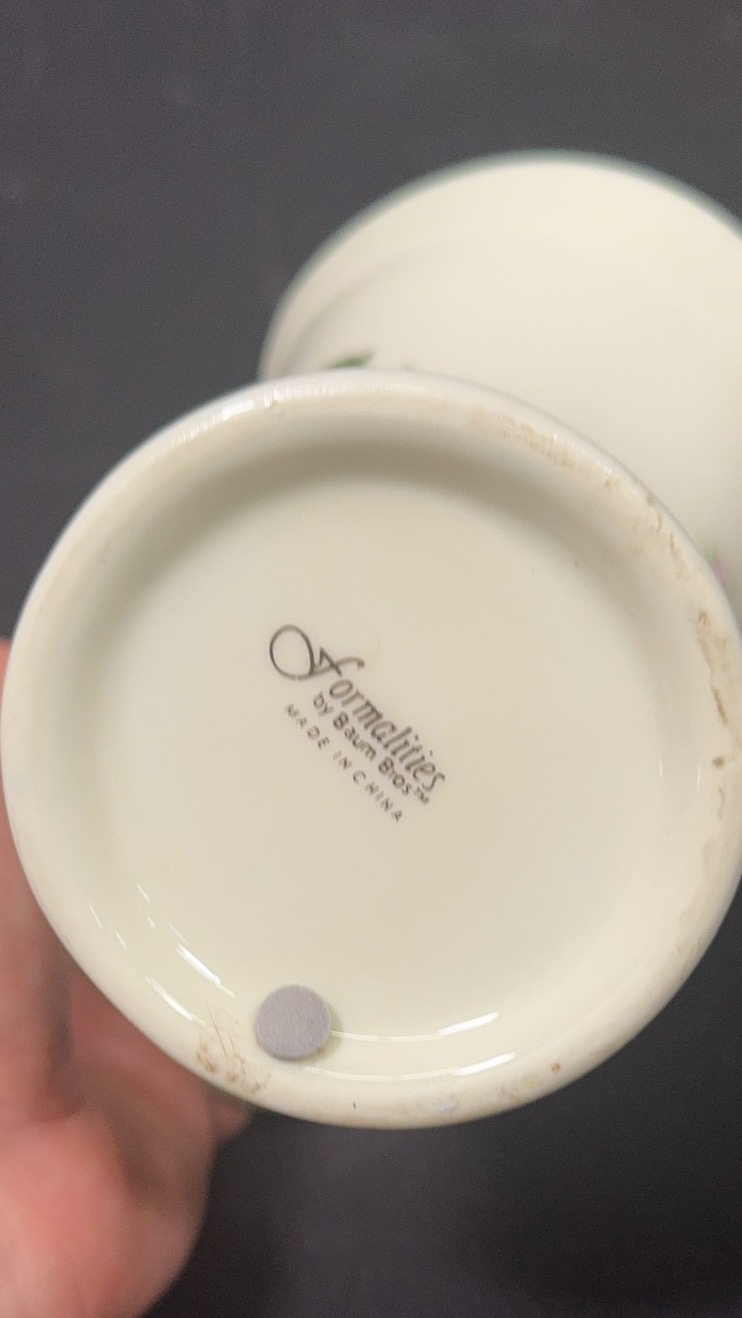 Formalities
by Baum Bros™
MADE IN CHINA